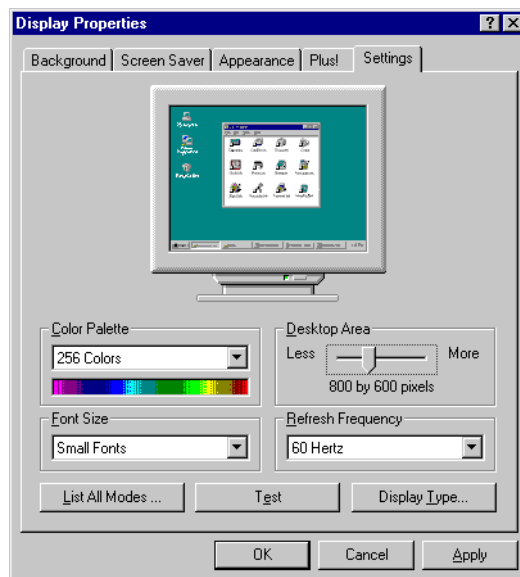 Display Properties
Background Screen Saver Appearance Plus! Settings
Color Palette
256 Colors
Desktop Area
Less More
800 by 600 pixels
Font Size
Small Fonts
Refresh Frequency
60 Hertz
List All Modes ... Test Display Type...
OK Cancel Apply